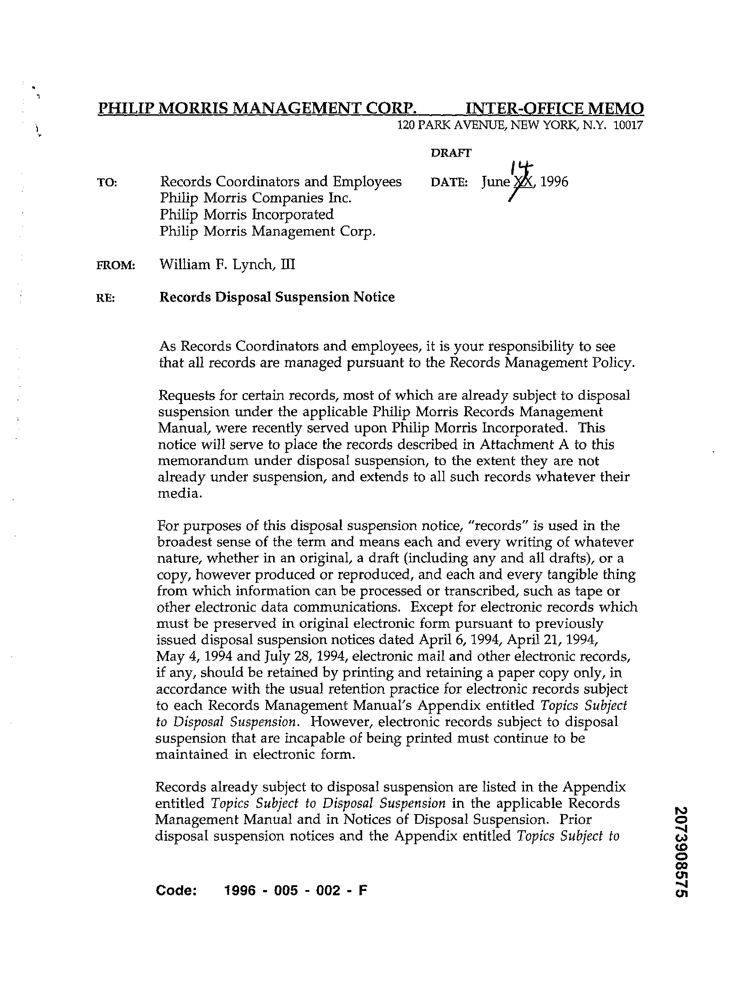 PHILIP MORRIS MANAGEMENT CORP. INTER-OFFICE MEMO
120 PARK AVENUE, NEW YORK, N.Y. 10017
DRAFT
14
TO: Records Coordinators and Employees DATE: June XX, 1996
Philip Morris Companies Inc.
Philip Morris Incorporated
Philip Morris Management Corp.
FROM: William F. Lynch, III
RE: Records Disposal Suspension Notice
As Records Coordinators and employees, it is your responsibility to see
that all records are managed pursuant to the Records Management Policy.
Requests for certain records, most of which are already subject to disposal
suspension under the applicable Philip Morris Records Management
Manual, were recently served upon Philip Morris Incorporated. This
notice will serve to place the records described in Attachment A to this
memorandum under disposal suspension, to the extent they are not
already under suspension, and extends to all such records whatever their
media.
For purposes of this disposal suspension notice, "records" is used in the
broadest sense of the term and means each and every writing of whatever
nature, whether in an original, a draft (including any and all drafts), or a
copy, however produced or reproduced, and each and every tangible thing
from which information can be processed or transcribed, such as tape or
other electronic data communications. Except for electronic records which
must be preserved in original electronic form pursuant to previously
issued disposal suspension notices dated April 6, 1994, April 21, 1994,
May 4, 1994 and July 28, 1994, electronic mail and other electronic records,
if any, should be retained by printing and retaining a paper copy only, in
accordance with the usual retention practice for electronic records subject
to each Records Management Manual's Appendix entitled Topics Subject
to Disposal Suspension. However, electronic records subject to disposal
suspension that are incapable of being printed must continue to be
maintained in electronic form.
Records already subject to disposal suspension are listed in the Appendix
entitled Topics Subject to Disposal Suspension in the applicable Records
Management Manual and in Notices of Disposal Suspension. Prior
disposal suspension notices and the Appendix entitled Topics Subject to
Code: 1996 - 005 - 002 - F
2073908575